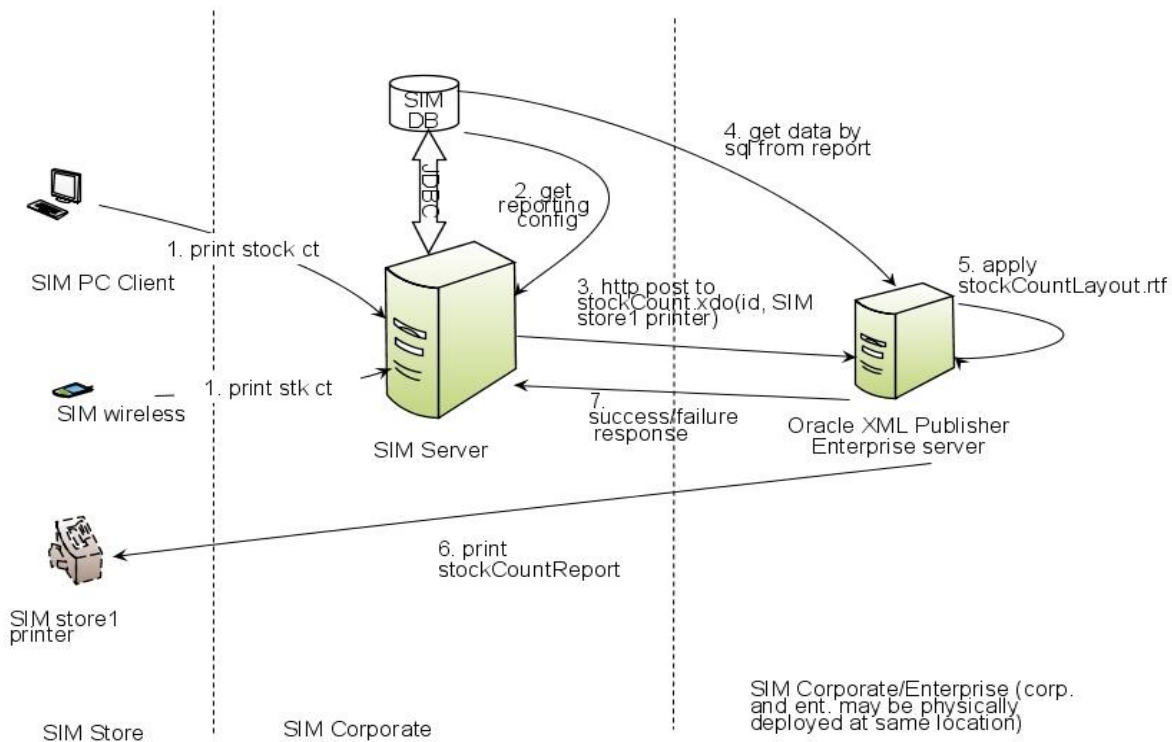 SIM
DB
JDBC
4. get data by
sql from report
2. get
reporting
config
1. print stock ct
SIM PC Client
3. http post to
stockCount.xdo(id, SIM
store1 printer)
5. apply
stockCountLayout.rtf
1. print stk ct
SIM wireless
SIM Server
7.
success/failure
response
Oracle XML Publisher
Enterprise server
6. print
stockCountReport
SIM store1
printer
SIM Store
SIM Corporate
SIM Corporate/Enterprise (corp.
and ent. may be physically
deployed at same location)